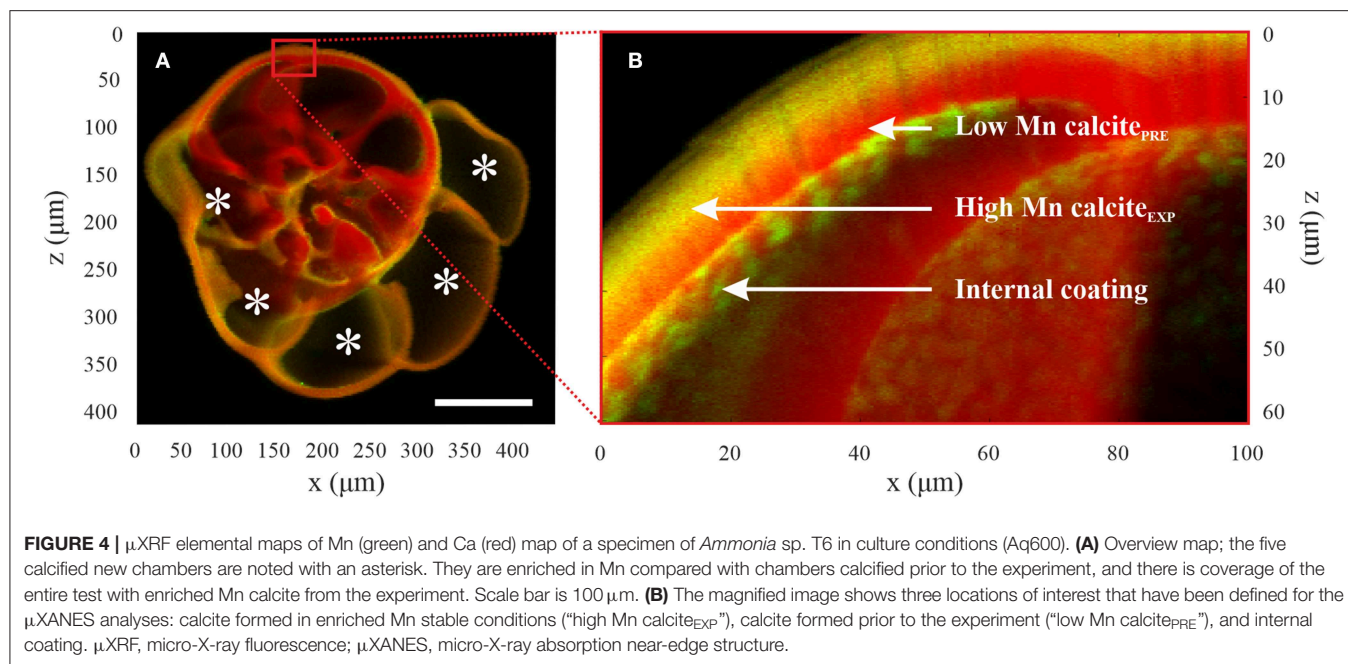 A
B
0
50
100
150
200
250
300
350
400
z (μm)
0 50 100 150 200 250 300 350 400
x (μm)
* * * * *
Low Mn calcitePRE
High Mn calciteEXP
Internal coating
0
10
20
30
40
50
60
z (μm)
0 20 40 60 80 100
x (μm)
FIGURE 4 | μXRF elemental maps of Mn (green) and Ca (red) map of a specimen of Ammonia sp. T6 in culture conditions (Aq600). (A) Overview map; the five
calcified new chambers are noted with an asterisk. They are enriched in Mn compared with chambers calcified prior to the experiment, and there is coverage of the
entire test with enriched Mn calcite from the experiment. Scale bar is 100 μm. (B) The magnified image shows three locations of interest that have been defined for the
μXANES analyses: calcite formed in enriched Mn stable conditions (“high Mn calciteEXP”), calcite formed prior to the experiment (“low Mn calcitePRE”), and internal
coating. μXRF, micro-X-ray fluorescence; μXANES, micro-X-ray absorption near-edge structure.